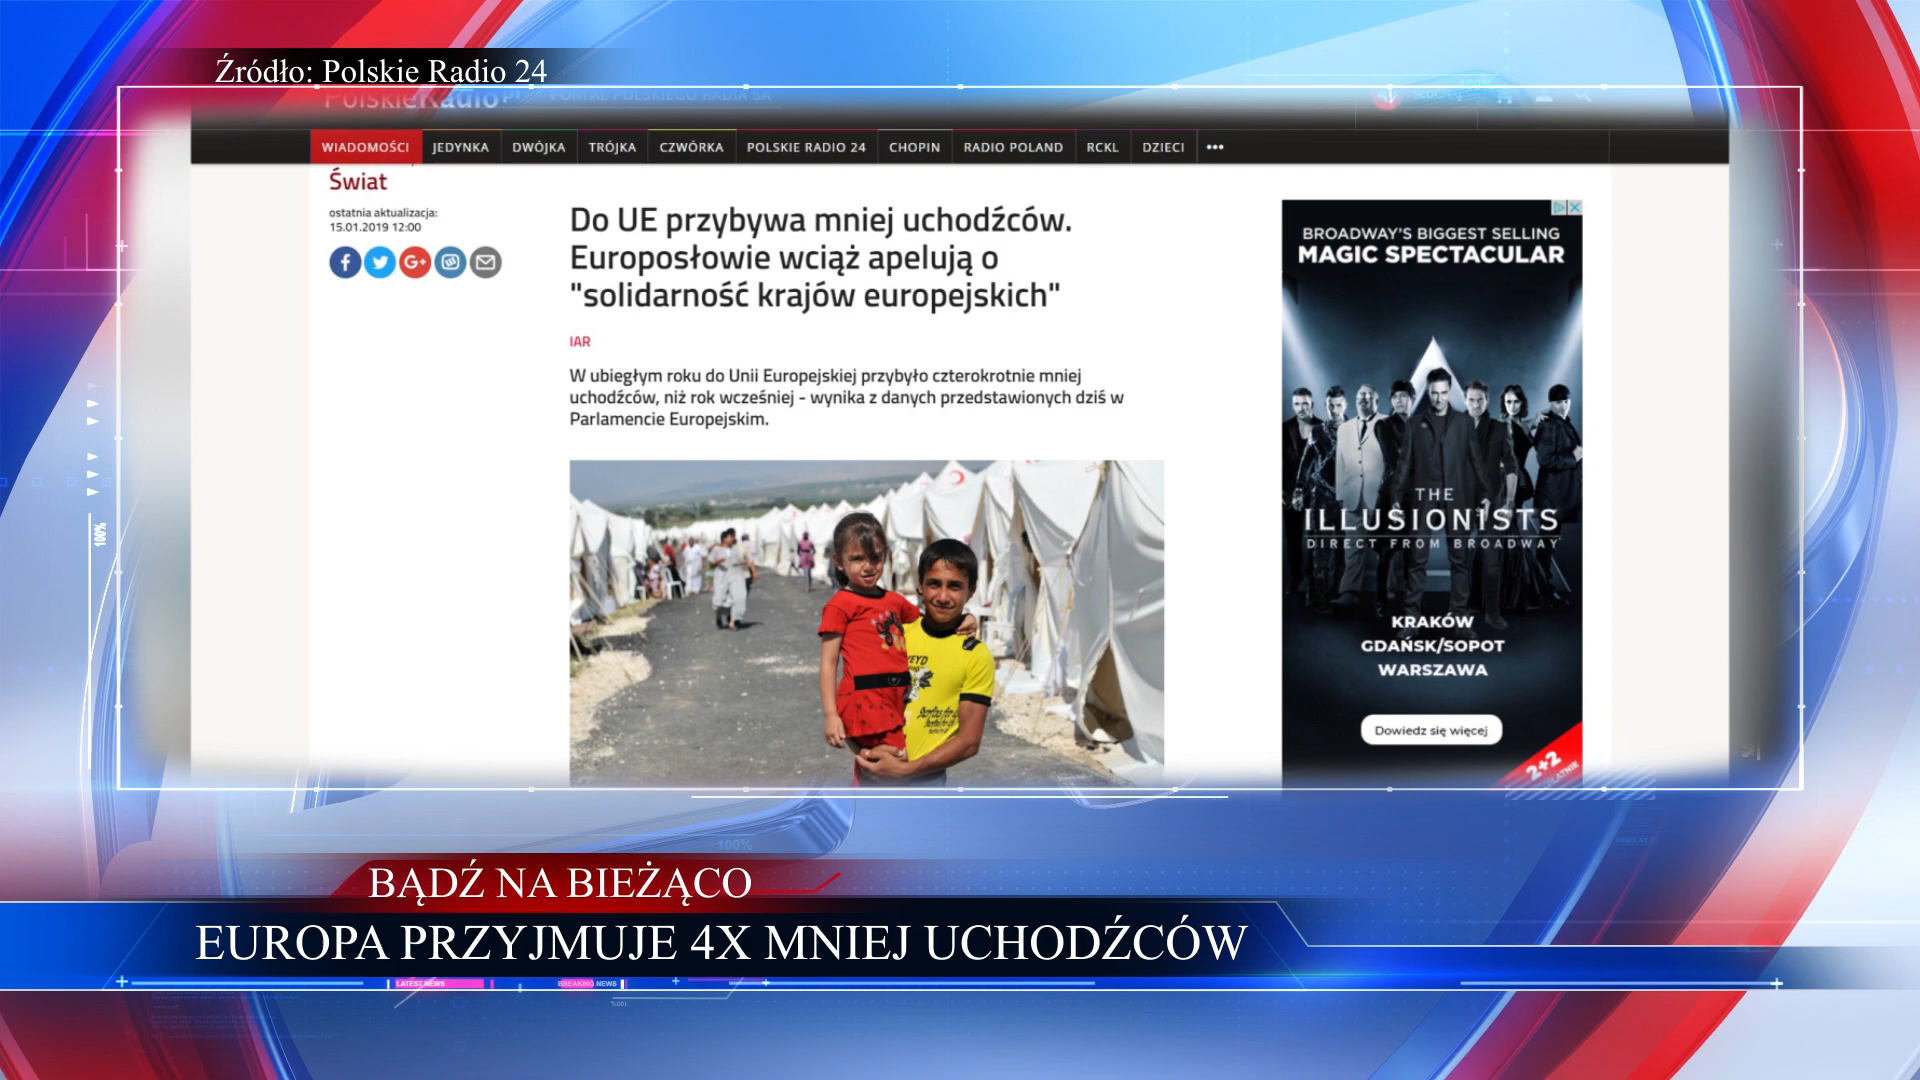 Źródło: Polskie Radio 24
WIADOMOŚCI JEDYNKA DWÓJKA TRÓJKA CZWÓRKA POLSKIE RADIO 24 CHOPIN RADIO POLAND RCKL DZIECI •••
Świat
ostatnia aktualizacja:
15.01.2019 12:00
Do UE przybywa mniej uchodźców.
Europosłowie wciąż apelują o
"solidarność krajów europejskich"
IAR
W ubiegłym roku do Unii Europejskiej przybyło czterokrotnie mniej
uchodźców, niż rok wcześniej - wynika z danych przedstawionych dziś w
Parlamencie Europejskim.
BROADWAY'S BIGGEST SELLING
MAGIC SPECTACULAR
THE
ILLUSIONISTS
DIRECT FROM BROADWAY
KRAKÓW
GDAŃSK/SOPOT
WARSZAWA
Dowiedz się więcej
2+2
100%
100%
BĄDŹ NA BIEŻĄCO
EUROPA PRZYJMUJE 4X MNIEJ UCHODŹCÓW
LATEST NEWS
BREAKING NEWS